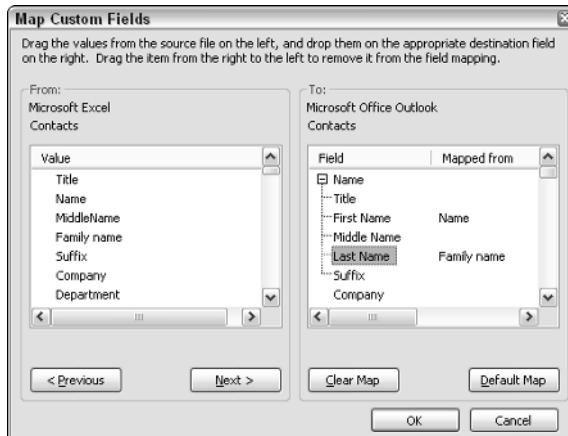 Map Custom Fields
Drag the values from the source file on the left, and drop them on the appropriate destination field
on the right. Drag the item from the right to the left to remove it from the field mapping.
From:
Microsoft Excel
Contacts
Value
Title
Name
MiddleName
Family name
Suffix
Company
Department
< Previous
Next >
To:
Microsoft Office Outlook
Contacts
Field Mapped from
Name
Title
First Name Name
Middle Name
Last Name Family name
Suffix
Company
Clear Map
Default Map
OK
Cancel